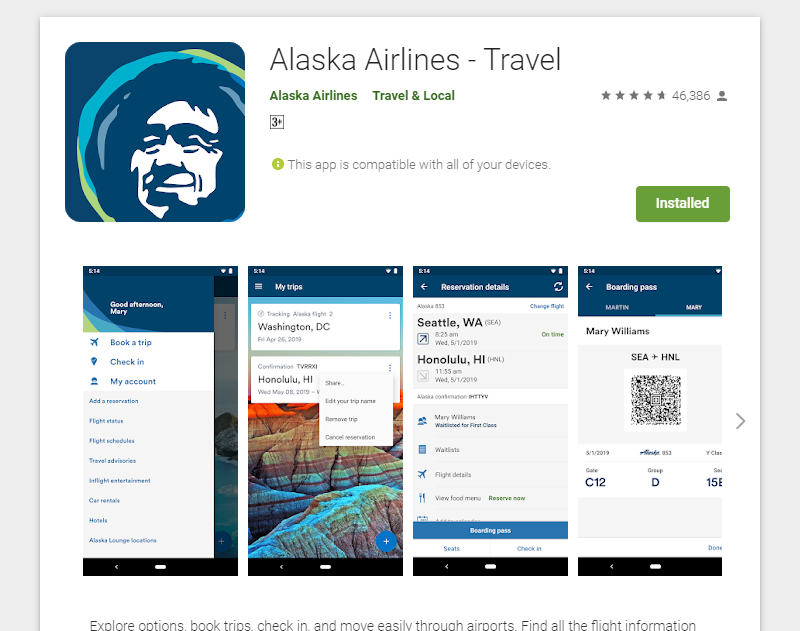 Alaska Airlines - Travel
Alaska Airlines Travel & Local
46,386
3+
This app is compatible with all of your devices.
Installed
5:14
Good afternoon,
Mary
Book a trip
Check in
My account
Add a reservation
Flight status
Flight schedules
Travel advisories
Inflight entertainment
Car rentals
Hotels
Alaska Lounge locations
5:14
My trips
Tracking Alaska flight 2
Washington, DC
Fri Apr 26, 2019
Confirmation TVRRXI
Honolulu, HI
Wed May 08, 2019 –
Share...
Edit your trip name
Remove trip
Cancel reservation
5:14
Reservation details
Alaska 853 Change flight
Seattle, WA (SEA)
8:25 am On time
Wed, 5/1/2019
Honolulu, HI (HNL)
11:55 am
Wed, 5/1/2019
Alaska confirmation IHTTYV
Mary Williams
Waitlisted for First Class
Waitlists
Flight details
View food menu Reserve now
Boarding pass
Seats Check in
5:14
Boarding pass
MARTIN MARY
Mary Williams
SEA HNL
5/1/2019 Alaska 853 Y Clas
Gate Group Sea
C12 D 15E
Done
Explore options, book trips, check in, and move easily through airports. Find all the flight information